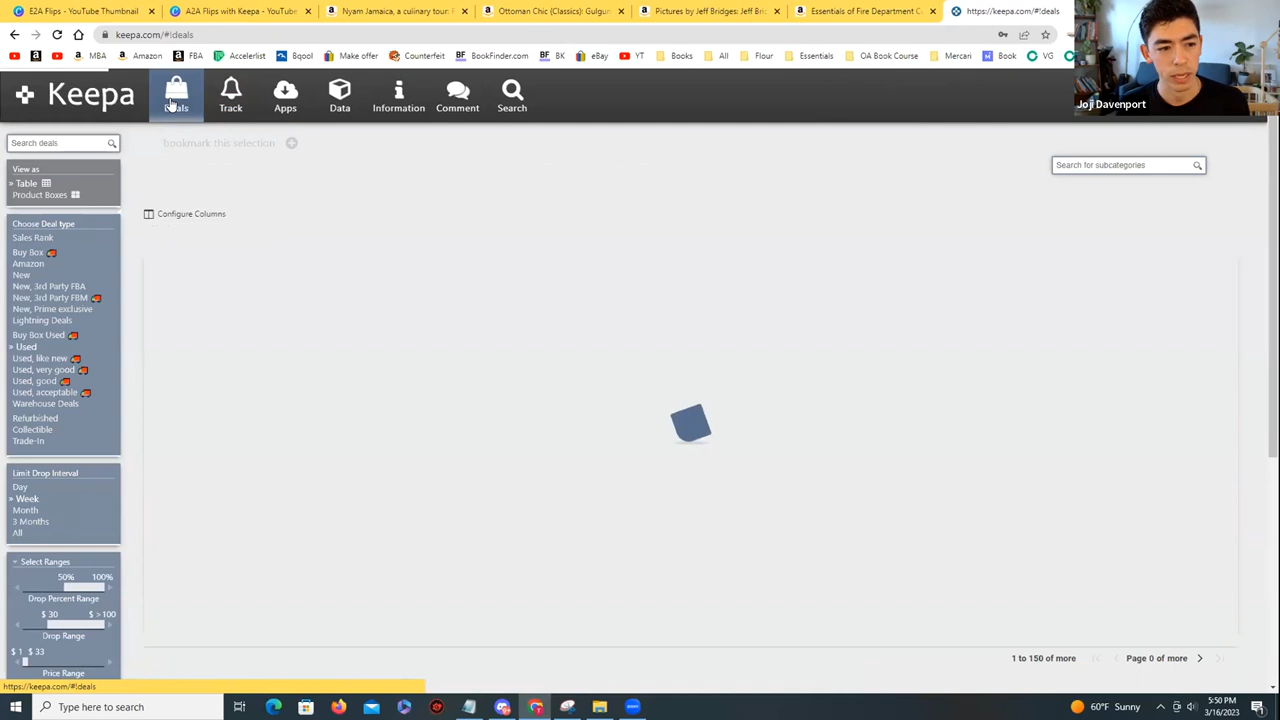 E2A Flips - YouTube Thumbnail
A2A Flips with Keepa - YouTube
Nyam Jamaica, a culinary tour:
Ottoman Chic (Classics): Gulgun
Pictures by Jeff Bridges: Jeff Bri
Essentials of Fire Department C
https://keepa.com/#!deals
keepa.com/#!deals
MBA
Amazon
FBA
Accelerlist
Bqool
Make offer
Counterfeit
BF BookFinder.com
BF BK
eBay
YT
Books
All
Flour
Essentials
OA Book Course
Mercari
Book
VG
Joji Davenport
Keepa
Deals
Track
Apps
Data
Information
Comment
Search
Search deals
bookmark this selection
Search for subcategories
View as
» Table
Product Boxes
Configure Columns
Choose Deal type
Sales Rank
Buy Box
Amazon
New
New, 3rd Party FBA
New, 3rd Party FBM
New, Prime exclusive
Lightning Deals
Buy Box Used
» Used
Used, like new
Used, very good
Used, good
Used, acceptable
Warehouse Deals
Refurbished
Collectible
Trade-In
Limit Drop Interval
Day
» Week
Month
3 Months
All
Select Ranges
50% 100%
Drop Percent Range
$ 30 $ >100
Drop Range
$ 1 $ 33
Price Range
1 to 150 of more
Page 0 of more
https://keepa.com/#!deals
Type here to search
60°F Sunny
5:50 PM
3/16/2023